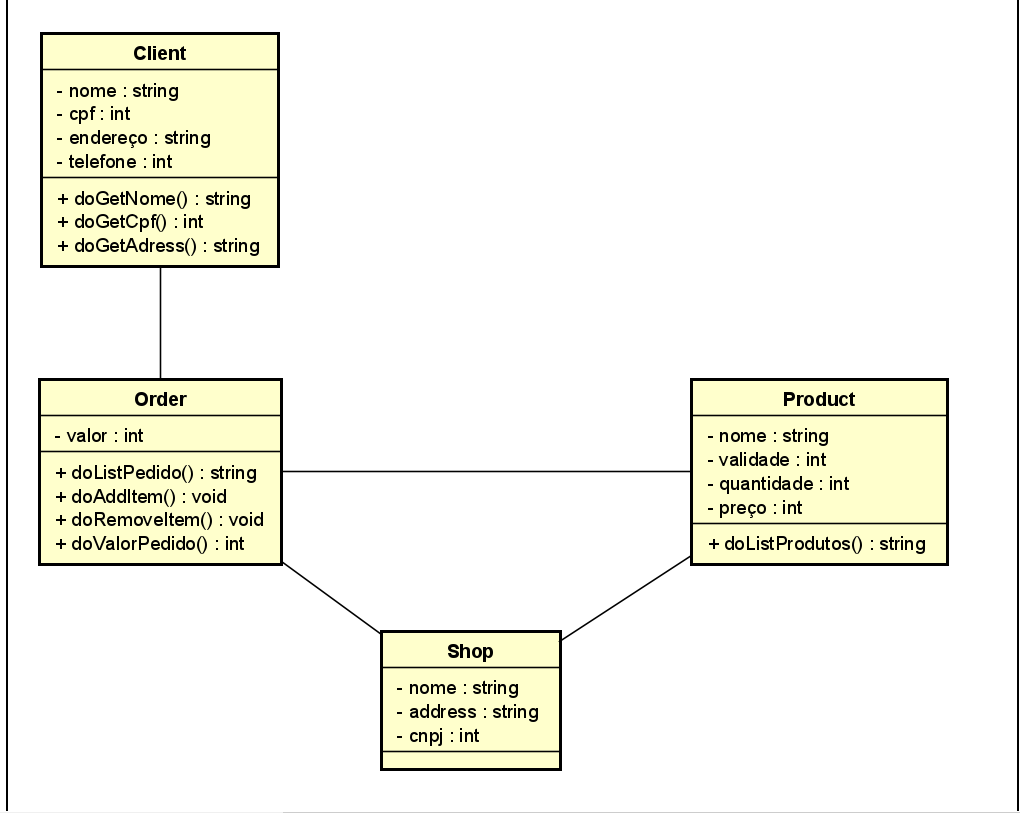 Client
- nome : string
- cpf : int
- endereço : string
- telefone : int
+ doGetNome() : string
+ doGetCpf() : int
+ doGetAdress() : string
Order
- valor : int
+ doListPedido() : string
+ doAddItem() : void
+ doRemoveItem() : void
+ doValorPedido() : int
Product
- nome : string
- validade : int
- quantidade : int
- preço : int
+ doListProdutos() : string
Shop
- nome : string
- address : string
- cnpj : int